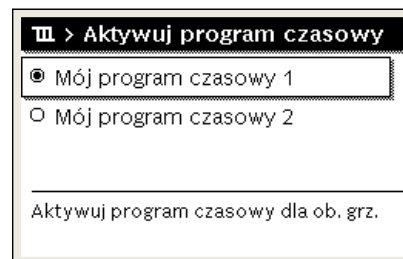 > Aktywuj program czasowy
Mój program czasowy 1
Mój program czasowy 2
Aktywuj program czasowy dla ob. grz.